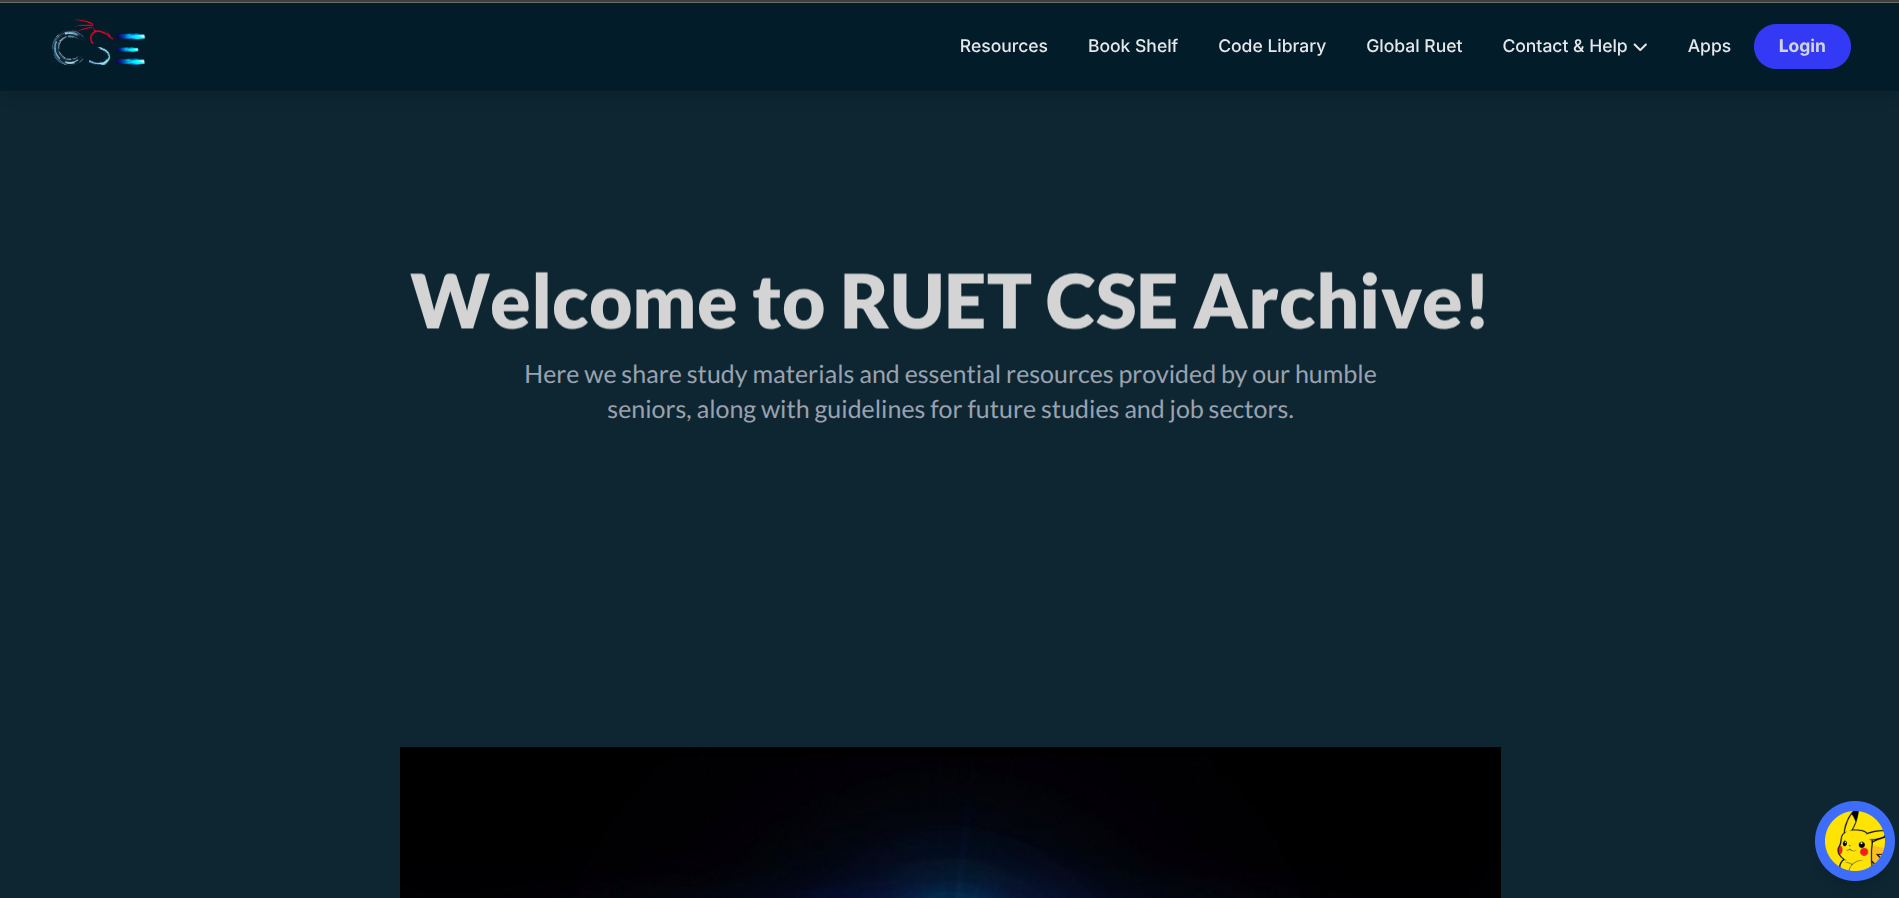 CSE
Resources
Book Shelf
Code Library
Global Ruet
Contact & Help
Apps
Login
Welcome to RUET CSE Archive!
Here we share study materials and essential resources provided by our humble
seniors, along with guidelines for future studies and job sectors.